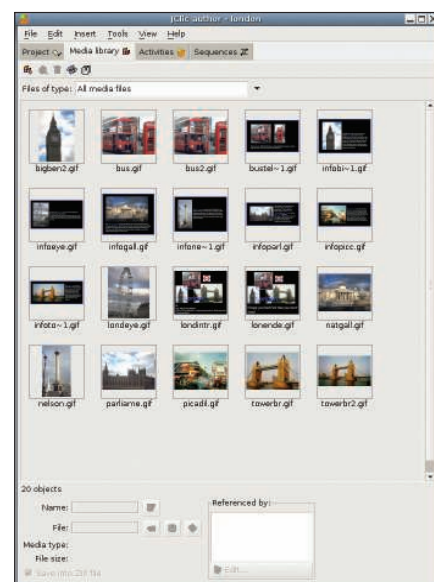 JClic author - london
File Edit Insert Tools View Help
Project Media library Activities Sequences
Files of type: All media files
bigben2.gif bus.gif bus2.gif bustel~1.gif infobi~1.gif
infoeye.gif infogall.gif infone~1.gif infoparl.gif infopicc.gif
infoto~1.gif londeye.gif londintr.gif lonende.gif natgall.gif
nelson.gif parliame.gif picadil.gif towerbr.gif towerbr2.gif
20 objects
Name:
Referenced by:
File:
Media type:
File size:
Save into ZIP file
Edit...